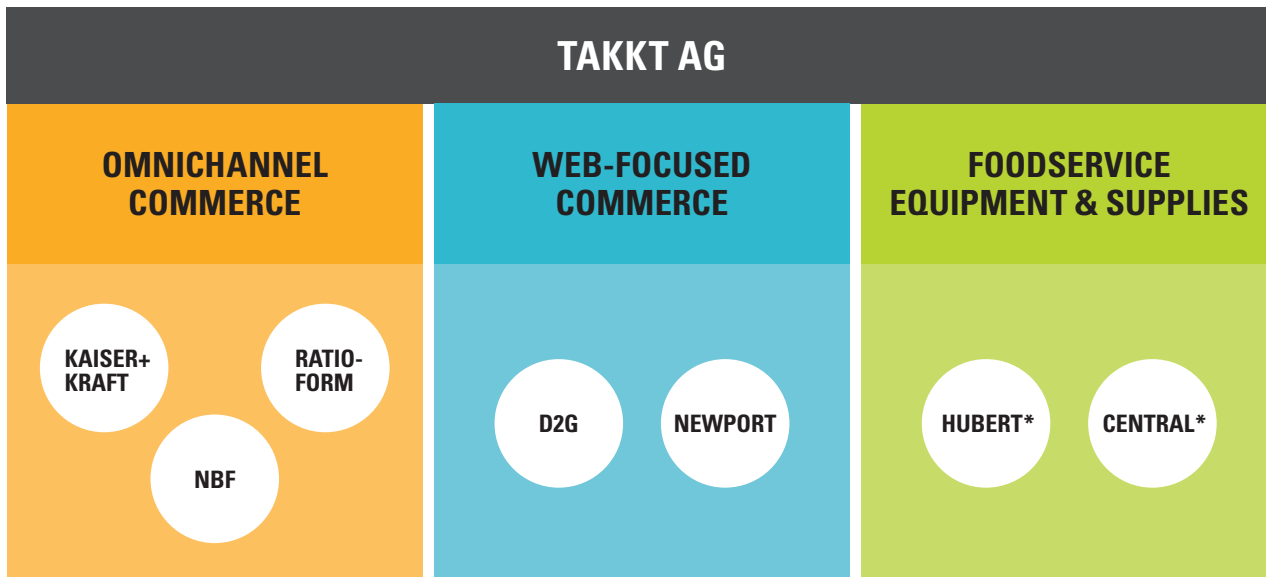 TAKKT AG
OMNICHANNEL
COMMERCE
WEB-FOCUSED
COMMERCE
FOODSERVICE
EQUIPMENT & SUPPLIES
KAISER+
KRAFT
RATIO-
FORM
NBF
D2G
NEWPORT
HUBERT*
CENTRAL*